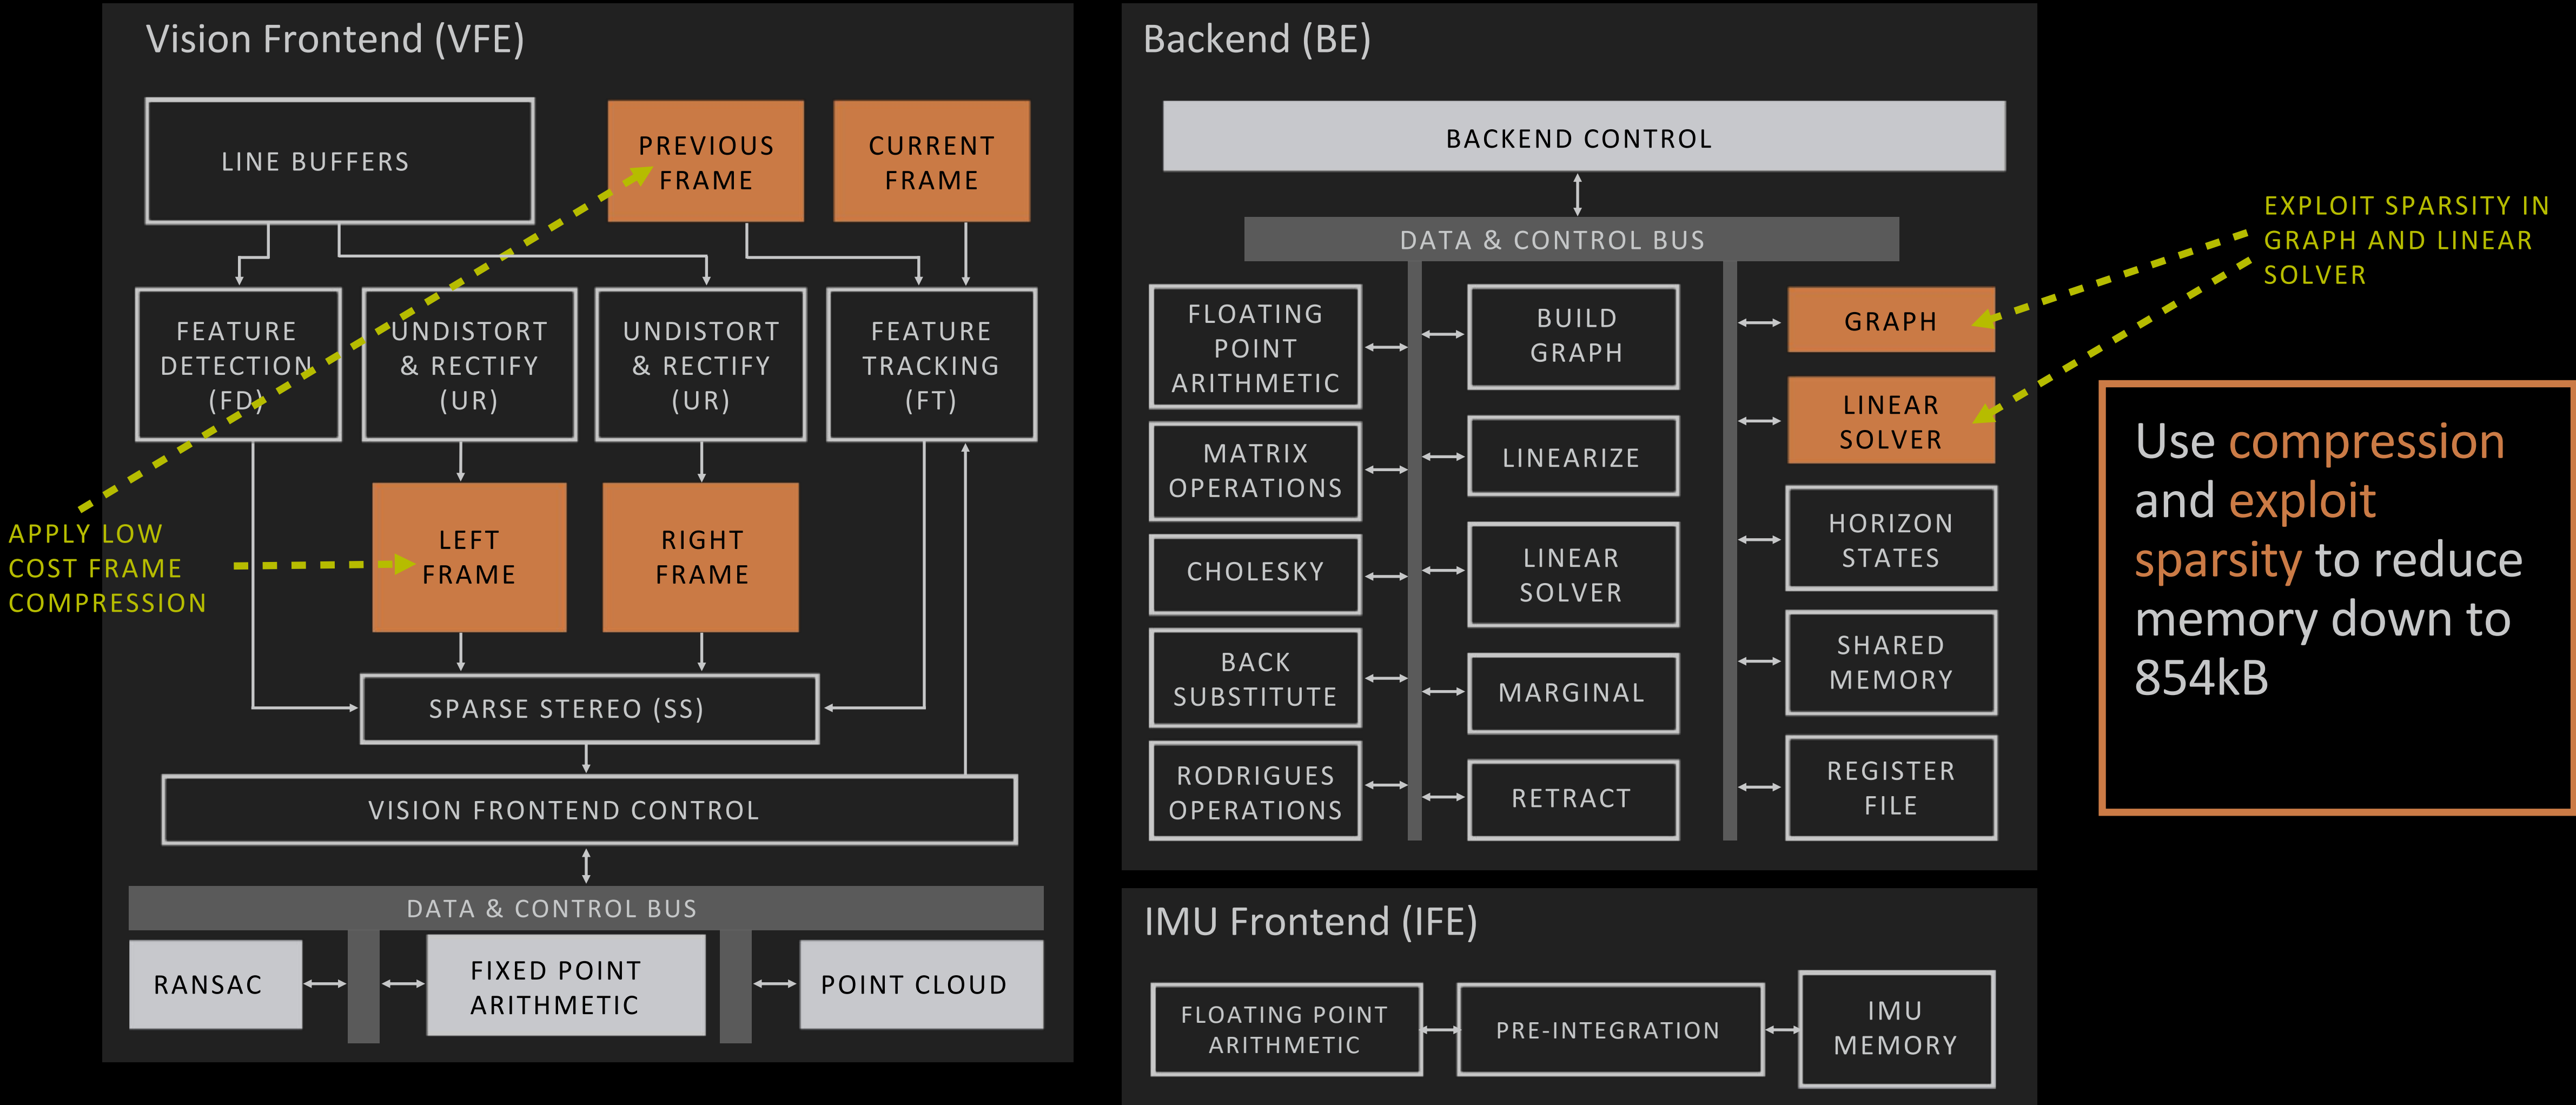 Vision Frontend (VFE)
LINE BUFFERS
PREVIOUS
FRAME
CURRENT
FRAME
FEATURE
DETECTION
(FD)
UNDISTORT
& RECTIFY
(UR)
UNDISTORT
& RECTIFY
(UR)
FEATURE
TRACKING
(FT)
APPLY LOW
COST FRAME
COMPRESSION
LEFT
FRAME
RIGHT
FRAME
SPARSE STEREO (SS)
VISION FRONTEND CONTROL
DATA & CONTROL BUS
RANSAC
FIXED POINT
ARITHMETIC
POINT CLOUD
Backend (BE)
BACKEND CONTROL
DATA & CONTROL BUS
FLOATING
POINT
ARITHMETIC
MATRIX
OPERATIONS
CHOLESKY
BACK
SUBSTITUTE
RODRIGUES
OPERATIONS
BUILD
GRAPH
LINEARIZE
LINEAR
SOLVER
MARGINAL
RETRACT
GRAPH
LINEAR
SOLVER
HORIZON
STATES
SHARED
MEMORY
REGISTER
FILE
IMU Frontend (IFE)
FLOATING POINT
ARITHMETIC
PRE-INTEGRATION
IMU
MEMORY
EXPLOIT SPARSITY IN
GRAPH AND LINEAR
SOLVER
Use compression
and exploit
sparsity to reduce
memory down to
854kB